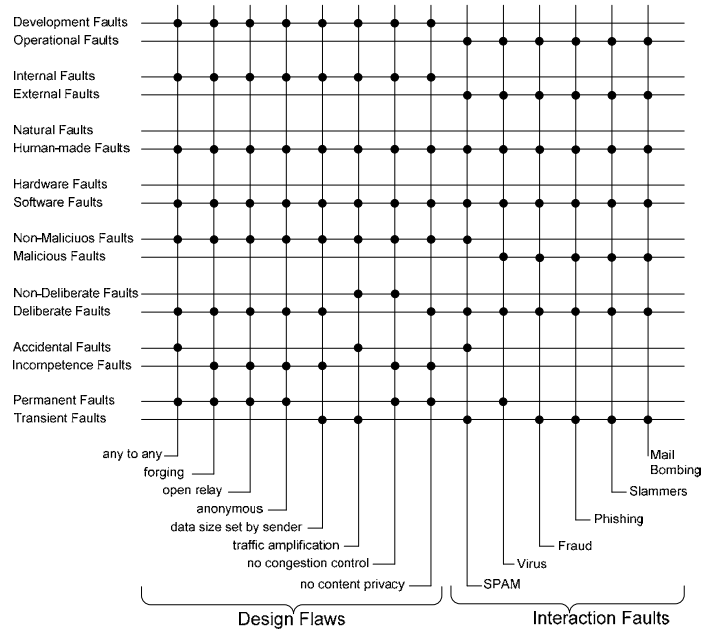 Development Faults
Operational Faults
Internal Faults
External Faults
Natural Faults
Human-made Faults
Hardware Faults
Software Faults
Non-Maliciuos Faults
Malicious Faults
Non-Deliberate Faults
Deliberate Faults
Accidental Faults
Incompetence Faults
Permanent Faults
Transient Faults
any to any
forging
open relay
anonymous
data size set by sender
traffic amplification
no congestion control
no content privacy
Mail
Bombing
Slammers
Phishing
Fraud
Virus
SPAM
Design Flaws
Interaction Faults